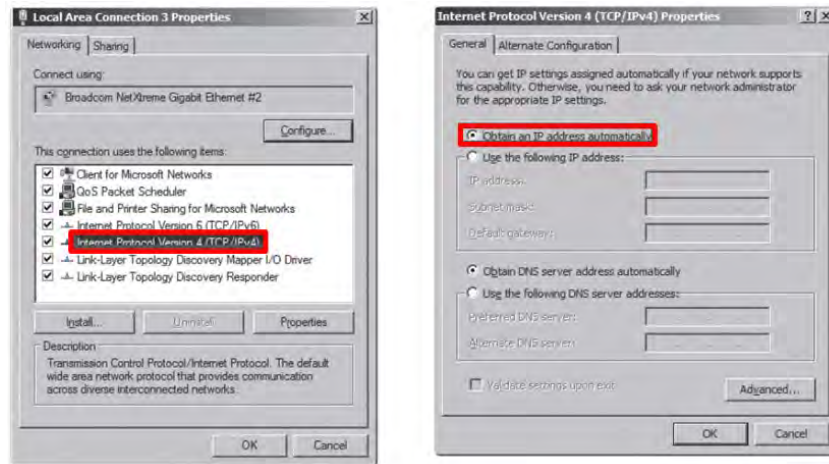 Local Area Connection 3 Properties
Networking
Sharing
Connect using:
Broadcom NetXtreme Gigabit Ethernet #2
Configure...
This connection uses the following items:
Client for Microsoft Networks
QoS Packet Scheduler
File and Printer Sharing for Microsoft Networks
Internet Protocol Version 6 (TCP/IPv6)
Internet Protocol Version 4 (TCP/IPv4)
Link-Layer Topology Discovery Mapper I/O Driver
Link-Layer Topology Discovery Responder
Install...
Uninstall
Properties
Description
Transmission Control Protocol/Internet Protocol. The default
wide area network protocol that provides communication
across diverse interconnected networks.
OK
Cancel
Internet Protocol Version 4 (TCP/IPv4) Properties
General
Alternate Configuration
You can get IP settings assigned automatically if your network supports
this capability. Otherwise, you need to ask your network administrator
for the appropriate IP settings.
Obtain an IP address automatically
Use the following IP address:
IP address:
Subnet mask:
Default gateway:
Obtain DNS server address automatically
Use the following DNS server addresses:
Preferred DNS server:
Alternate DNS server:
Validate settings upon exit
Advanced...
OK
Cancel